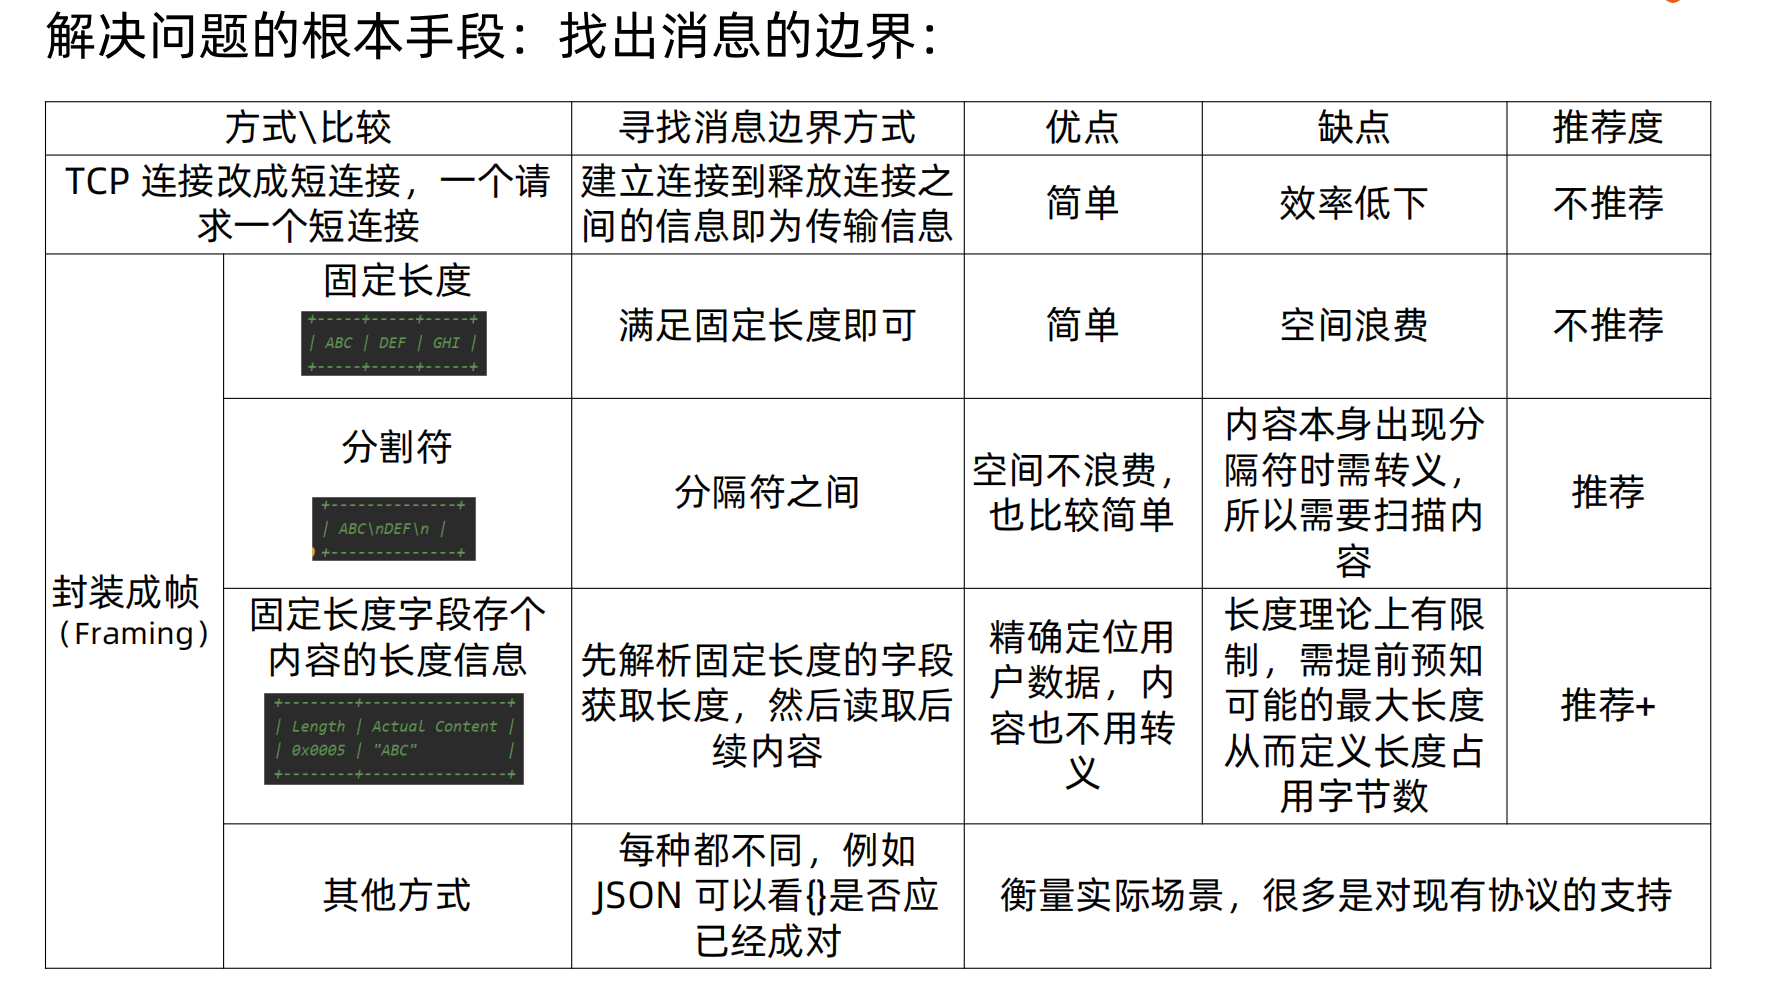 解决问题的根本手段：找出消息的边界：
方式\比较
寻找消息边界方式
优点
缺点
推荐度
TCP 连接改成短连接，一个请
求一个短连接
建立连接到释放连接之
间的信息即为传输信息
简单
效率低下
不推荐
封装成帧
（Framing）
固定长度
+-----+-----+-----+
| ABC | DEF | GHI |
+-----+-----+-----+
满足固定长度即可
简单
空间浪费
不推荐
分割符
+--------------+
| ABC\nDEF\n |
+--------------+
分隔符之间
空间不浪费，
也比较简单
内容本身出现分
隔符时需转义，
所以需要扫描内
容
推荐
固定长度字段存个
内容的长度信息
+--------+----------------+
| Length | Actual Content |
| 0x0005 | "ABC"          |
+--------+----------------+
先解析固定长度的字段
获取长度，然后读取后
续内容
精确定位用
户数据，内
容也不用转
义
长度理论上有限
制，需提前预知
可能的最大长度
从而定义长度占
用字节数
推荐+
其他方式
每种都不同，例如
JSON 可以看{}是否应
已经成对
衡量实际场景，很多是对现有协议的支持